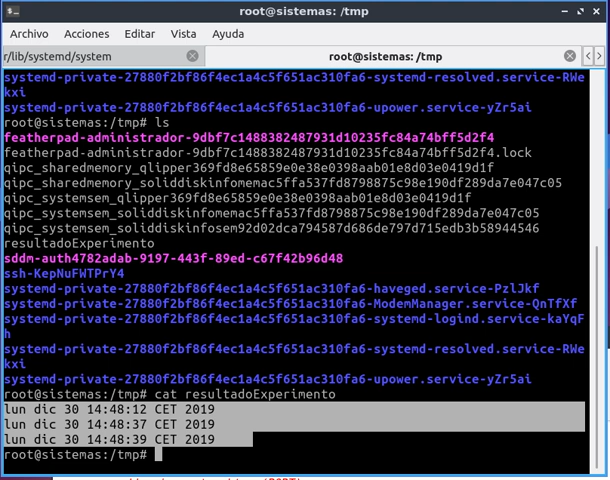 root@sistemas: /tmp
Archivo Acciones Editar Vista Ayuda
r/lib/systemd/system
root@sistemas: /tmp
systemd-private-27880f2bf86f4ec1a4c5f651ac310fa6-systemd-resolved.service-RWe
kxi
systemd-private-27880f2bf86f4ec1a4c5f651ac310fa6-upower.service-yZr5ai
root@sistemas:/tmp# ls
featherpad-administrador-9dbf7c1488382487931d10235fc84a74bff5d2f4
featherpad-administrador-9dbf7c1488382487931d10235fc84a74bff5d2f4.lock
qipc_sharedmemory_qlipper369fd8e65859e0e38e0398aab01e8d03e0419d1f
qipc_sharedmemory_soliddiskinfomemac5ffa537fd8798875c98e190df289da7e047c05
qipc_systemsem_qlipper369fd8e65859e0e38e0398aab01e8d03e0419d1f
qipc_systemsem_soliddiskinfomemac5ffa537fd8798875c98e190df289da7e047c05
qipc_systemsem_soliddiskinfosem92d02dca794587d686de797d715edb3b58944546
resultadoExperimento
sddm-auth4782adab-9197-443f-89ed-c67f42b96d48
ssh-KepNuFWTPrY4
systemd-private-27880f2bf86f4ec1a4c5f651ac310fa6-haveged.service-PzlJkf
systemd-private-27880f2bf86f4ec1a4c5f651ac310fa6-ModemManager.service-QnTfXf
systemd-private-27880f2bf86f4ec1a4c5f651ac310fa6-systemd-logind.service-kaYqF
h
systemd-private-27880f2bf86f4ec1a4c5f651ac310fa6-systemd-resolved.service-RWe
kxi
systemd-private-27880f2bf86f4ec1a4c5f651ac310fa6-upower.service-yZr5ai
root@sistemas:/tmp# cat resultadoExperimento
lun dic 30 14:48:12 CET 2019
lun dic 30 14:48:37 CET 2019
lun dic 30 14:48:39 CET 2019
root@sistemas:/tmp#